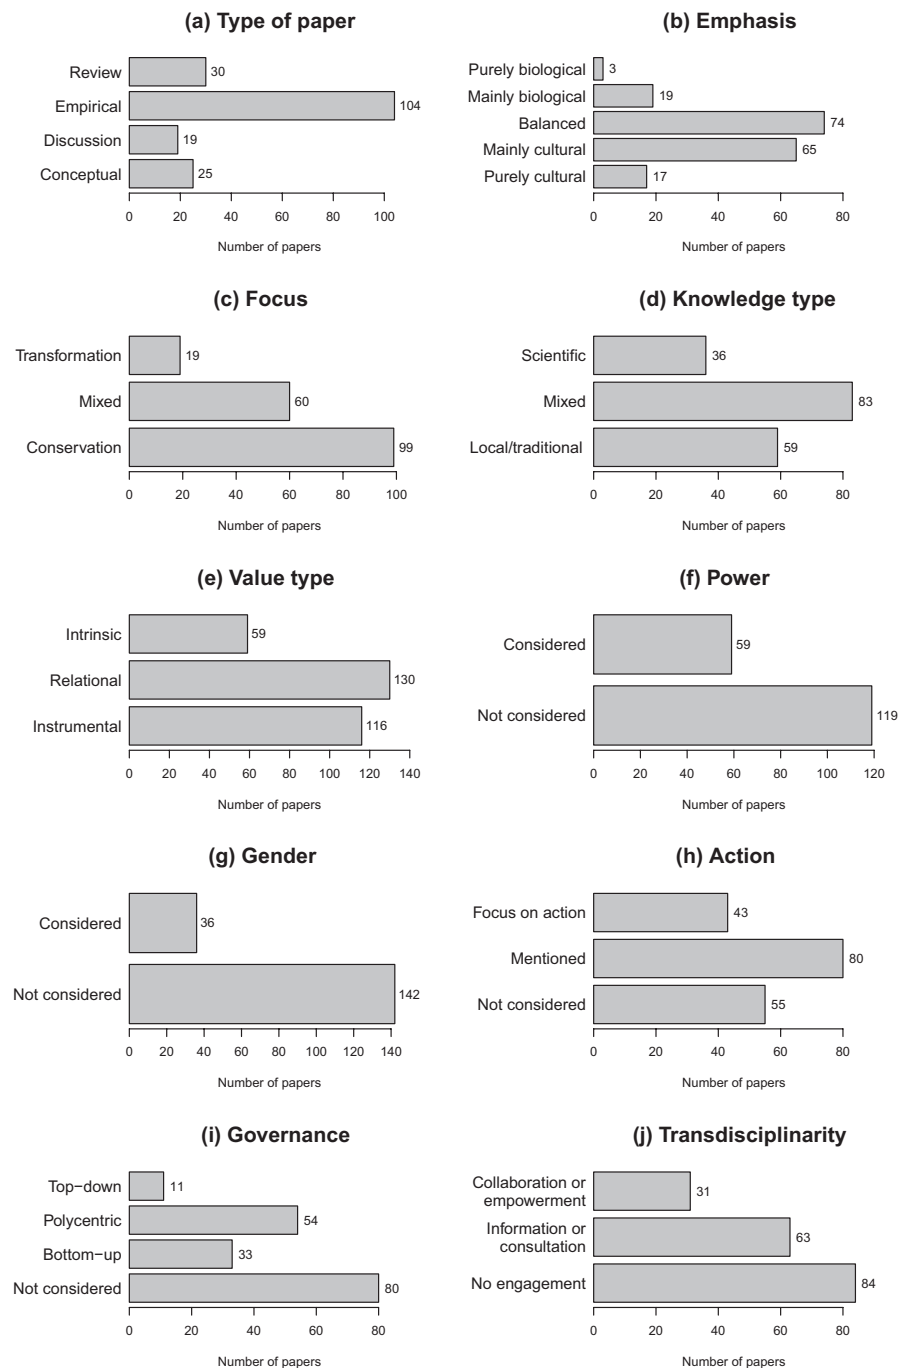 (a) Type of paper
Review
30
Empirical
104
Discussion
19
Conceptual
25
0 20 40 60 80 100
Number of papers
(b) Emphasis
Purely biological
3
Mainly biological
19
Balanced
74
Mainly cultural
65
Purely cultural
17
0 20 40 60 80
Number of papers
(c) Focus
Transformation
19
Mixed
60
Conservation
99
0 20 40 60 80 100
Number of papers
(d) Knowledge type
Scientific
36
Mixed
83
Local/traditional
59
0 20 40 60 80
Number of papers
(e) Value type
Intrinsic
59
Relational
130
Instrumental
116
0 20 40 60 80 100 120 140
Number of papers
(f) Power
Considered
59
Not considered
119
0 20 40 60 80 100 120
Number of papers
(g) Gender
Considered
36
Not considered
142
0 20 40 60 80 100 120 140
Number of papers
(h) Action
Focus on action
43
Mentioned
80
Not considered
55
0 20 40 60 80
Number of papers
(i) Governance
Top−down
11
Polycentric
54
Bottom−up
33
Not considered
80
0 20 40 60 80
Number of papers
(j) Transdisciplinarity
Collaboration or
empowerment
31
Information or
consultation
63
No engagement
84
0 20 40 60 80
Number of papers